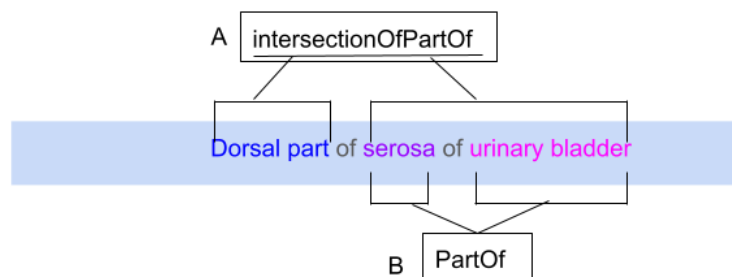 A intersectionOfPartOf
Dorsal part of serosa of urinary bladder
B PartOf